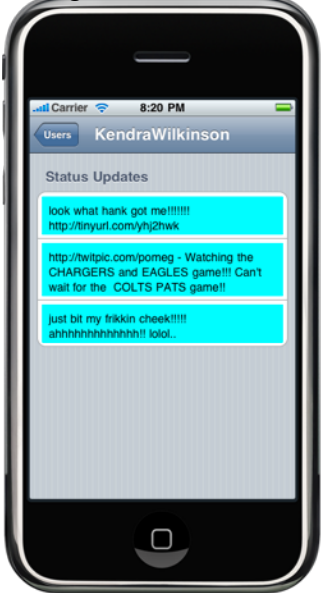 Carrier 8:20 PM
Users KendraWilkinson
Status Updates
look what hank got me!!!!!!!
http://tinyurl.com/yhj2hwk
http://twitpic.com/pomeg - Watching the
CHARGERS and EAGLES game!!! Can't
wait for the  COLTS PATS game!!
just bit my frikkin cheek!!!!!
ahhhhhhhhhhhhh!! lolol..